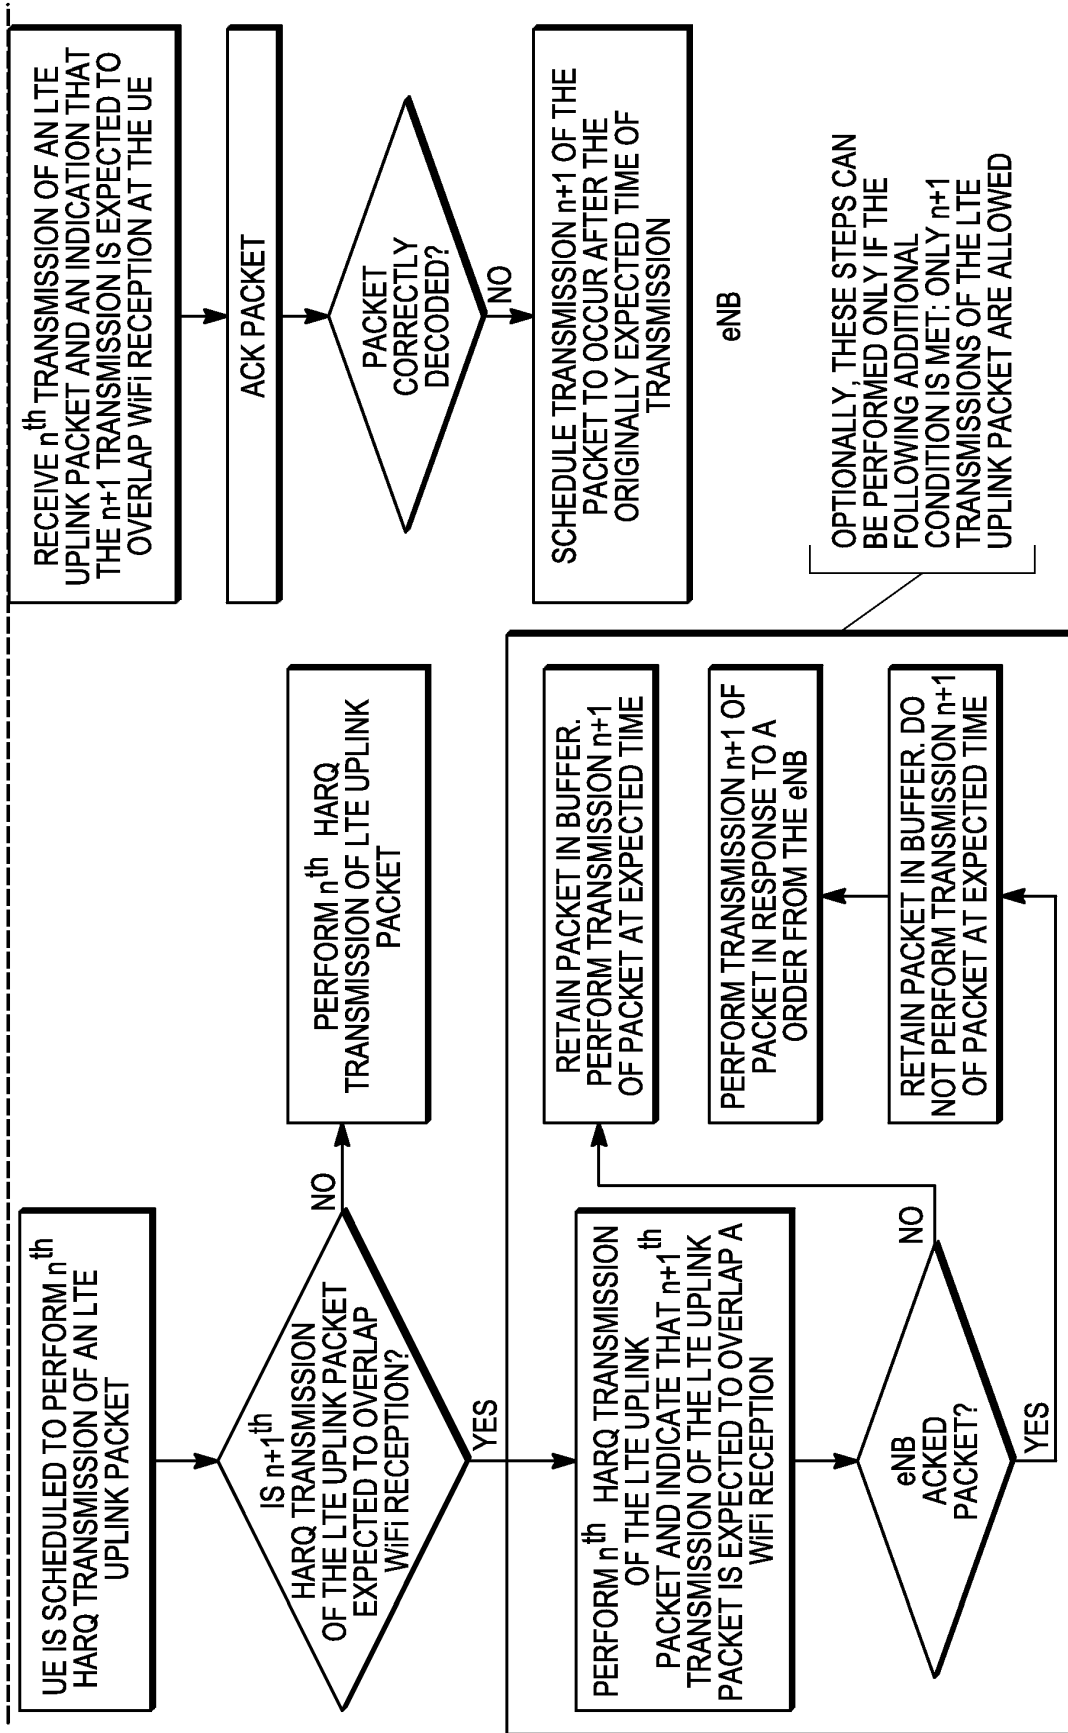 UE IS SCHEDULED TO PERFORM nth
HARQ TRANSMISSION OF AN LTE
UPLINK PACKET
IS n+1th
HARQ TRANSMISSION
OF THE LTE UPLINK PACKET
EXPECTED TO OVERLAP
WiFi RECEPTION?
NO
PERFORM nth HARQ
TRANSMISSION OF LTE UPLINK
PACKET
YES
PERFORM nth HARQ TRANSMISSION
OF THE LTE UPLINK
PACKET AND INDICATE THAT n+1th
TRANSMISSION OF THE LTE UPLINK
PACKET IS EXPECTED TO OVERLAP A
WiFi RECEPTION
eNB
ACKED
PACKET?
NO
YES
RETAIN PACKET IN BUFFER.
PERFORM TRANSMISSION n+1
OF PACKET AT EXPECTED TIME
PERFORM TRANSMISSION n+1 OF
PACKET IN RESPONSE TO A
ORDER FROM THE eNB
RETAIN PACKET IN BUFFER. DO
NOT PERFORM TRANSMISSION n+1
OF PACKET AT EXPECTED TIME
RECEIVE nth TRANSMISSION OF AN LTE
UPLINK PACKET AND AN INDICATION THAT
THE n+1 TRANSMISSION IS EXPECTED TO
OVERLAP WiFi RECEPTION AT THE UE
ACK PACKET
PACKET
CORRECTLY
DECODED?
NO
SCHEDULE TRANSMISSION n+1 OF THE
PACKET TO OCCUR AFTER THE
ORIGINALLY EXPECTED TIME OF
TRANSMISSION
eNB
OPTIONALLY, THESE STEPS CAN
BE PERFORMED ONLY IF THE
FOLLOWING ADDITIONAL
CONDITION IS MET: ONLY n+1
TRANSMISSIONS OF THE LTE
UPLINK PACKET ARE ALLOWED